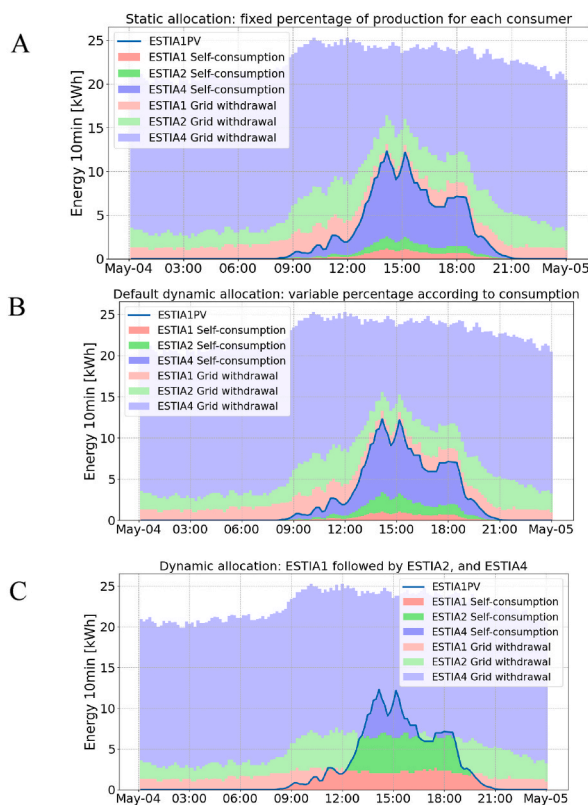 A
Static allocation: fixed percentage of production for each consumer
Energy 10min [kWh]
25
20
15
10
5
0
ESTIA1PV
ESTIA1 Self-consumption
ESTIA2 Self-consumption
ESTIA4 Self-consumption
ESTIA1 Grid withdrawal
ESTIA2 Grid withdrawal
ESTIA4 Grid withdrawal
May-04 03:00 06:00 09:00 12:00 15:00 18:00 21:00 May-05
B
Default dynamic allocation: variable percentage according to consumption
Energy 10min [kWh]
25
20
15
10
5
0
ESTIA1PV
ESTIA1 Self-consumption
ESTIA2 Self-consumption
ESTIA4 Self-consumption
ESTIA1 Grid withdrawal
ESTIA2 Grid withdrawal
ESTIA4 Grid withdrawal
May-04 03:00 06:00 09:00 12:00 15:00 18:00 21:00 May-05
C
Dynamic allocation: ESTIA1 followed by ESTIA2, and ESTIA4
Energy 10min [kWh]
25
20
15
10
5
0
ESTIA1PV
ESTIA1 Self-consumption
ESTIA2 Self-consumption
ESTIA4 Self-consumption
ESTIA1 Grid withdrawal
ESTIA2 Grid withdrawal
ESTIA4 Grid withdrawal
May-04 03:00 06:00 09:00 12:00 15:00 18:00 21:00 May-05